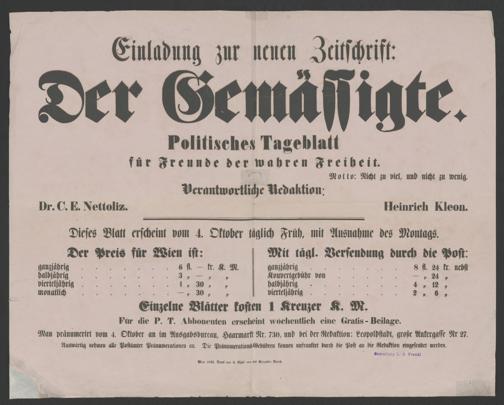 Einladung zur neuen Zeitschrift:
Der Gemässigte.
Politisches Tageblatt
für Freunde der wahren Freiheit.
Motto: Nicht zu viel, und nicht zu wenig.
Verantwortliche Redaktion:
Dr. C. E. Nettoliz.
Heinrich Kleon.
Dieses Blatt erscheint vom 4. Oktober täglich Früh, mit Ausnahme des Montags.
Der Preis für Wien ist:
ganzjährig . . . . . 6 fl. — kr. K. M.
halbjährig . . . . . 3 „ — „ „
vierteljährig . . . . . 1 „ 30 „ „
monatlich . . . . . — „ 30 „ „
Mit tägl. Versendung durch die Post:
ganzjährig . . . . . 8 fl. 24 kr. nebst
Kouvertgebühr von . . . . . — „ 24 „
halbjährig . . . . . 4 „ 12 „
vierteljährig . . . . . 2 „ 6 „
Einzelne Blätter kosten 1 Kreuzer K. M.
Für die P. T. Abbonenten erscheint wochentlich eine Gratis-Beilage.
Man pränumerirt vom 4. Oktober an im Ausgabsbureau, Haarmarkt Nr. 730, und bei der Redaktion: Leopoldstadt, große Ankergasse Nr 27.
Auswärtig nehmen alle Postämter Pränumerationen an. Die Pränumerations-Gebühren können unfrankirt durch die Post an die Redaktion eingesendet werden.